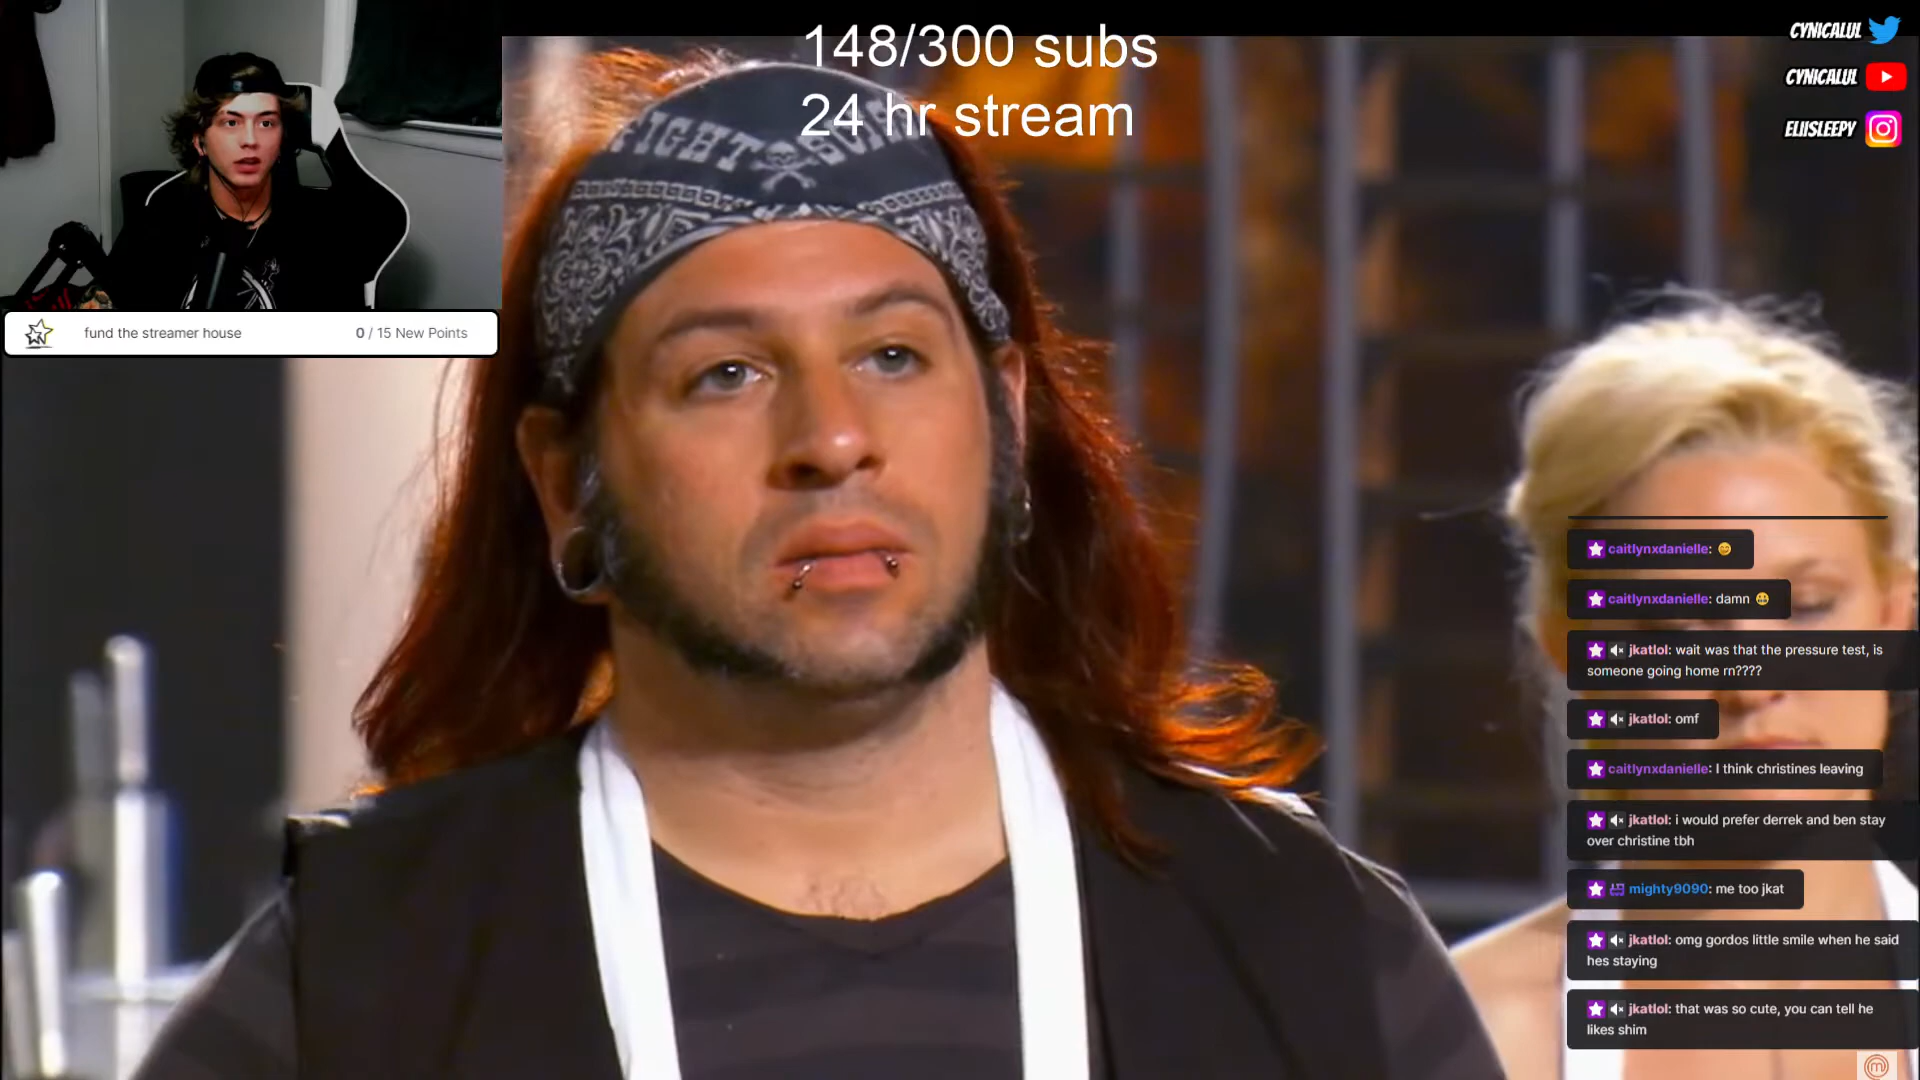 148/300 subs
24 hr stream
CYNICALUL
CYNICALUL
ELIISLEEPY
fund the streamer house
0 / 15 New Points
caitlynxdanielle: 😊
caitlynxdanielle: damn 😀
jkatlol: wait was that the pressure test, is
someone going home rn????
jkatlol: omf
caitlynxdanielle: I think christines leaving
jkatlol: i would prefer derrek and ben stay
over christine tbh
mighty9090: me too jkat
jkatlol: omg gordos little smile when he said
hes staying
jkatlol: that was so cute, you can tell he
likes shim